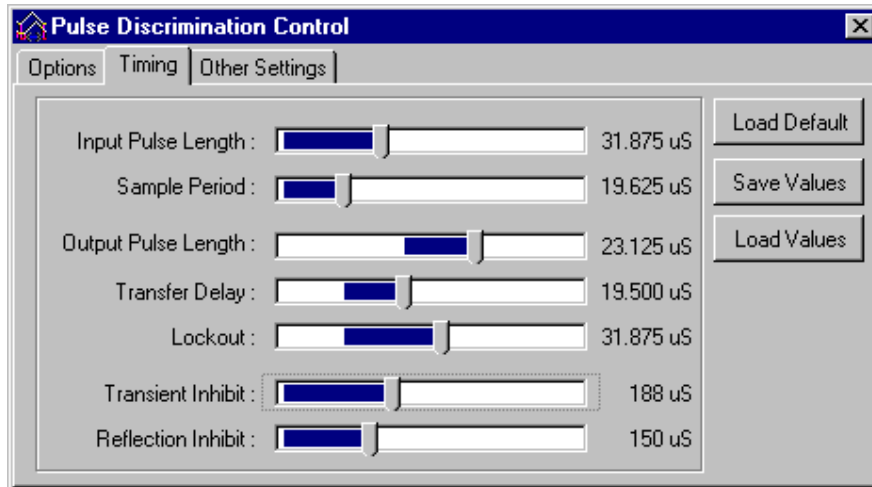 Pulse Discrimination Control
Options Timing Other Settings
Input Pulse Length : 31.875 uS
Sample Period : 19.625 uS
Output Pulse Length : 23.125 uS
Transfer Delay : 19.500 uS
Lockout : 31.875 uS
Transient Inhibit : 188 uS
Reflection Inhibit : 150 uS
Load Default
Save Values
Load Values